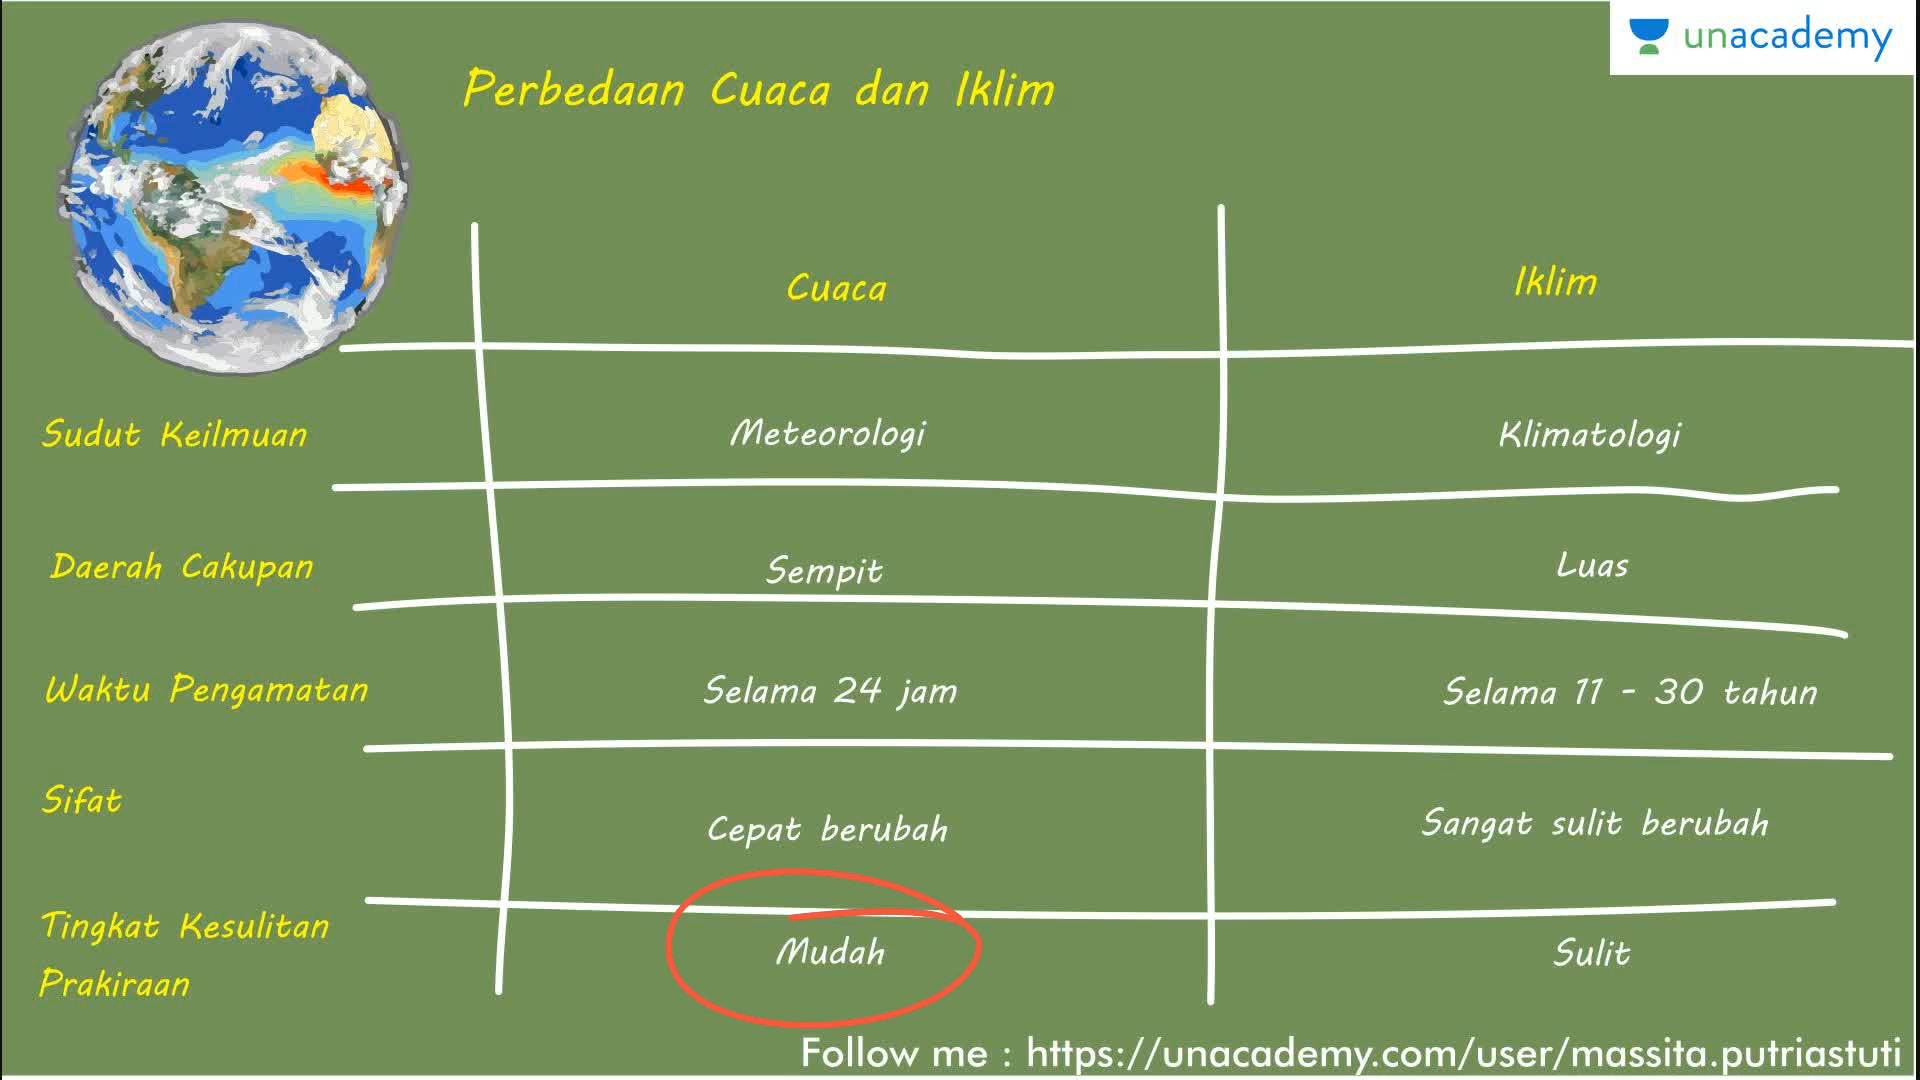 unacademy
Perbedaan Cuaca dan Iklim
Cuaca
Iklim
Sudut Keilmuan
Meteorologi
Klimatologi
Daerah Cakupan
Sempit
Luas
Waktu Pengamatan
Selama 24 jam
Selama 11 - 30 tahun
Sifat
Cepat berubah
Sangat sulit berubah
Tingkat Kesulitan
Prakiraan
Mudah
Sulit
Follow me : https://unacademy.com/user/massita.putriastuti